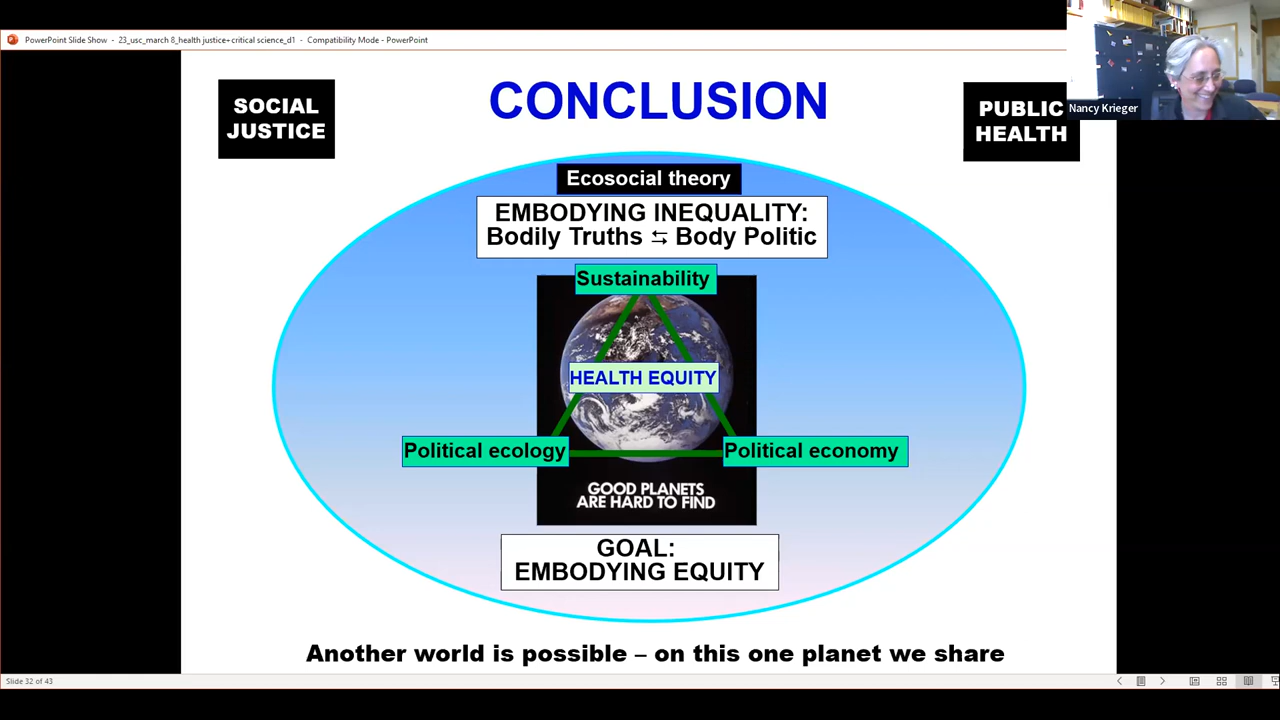 PowerPoint Slide Show - 23_usc_march 8_health justice+critical science_d1 - Compatibility Mode - PowerPoint
SOCIAL
JUSTICE
CONCLUSION
PUBLIC
HEALTH
Nancy Krieger
Ecosocial theory
EMBODYING INEQUALITY:
Bodily Truths ⇆ Body Politic
Sustainability
HEALTH EQUITY
Political ecology
Political economy
GOOD PLANETS
ARE HARD TO FIND
GOAL:
EMBODYING EQUITY
Another world is possible – on this one planet we share
Slide 32 of 43